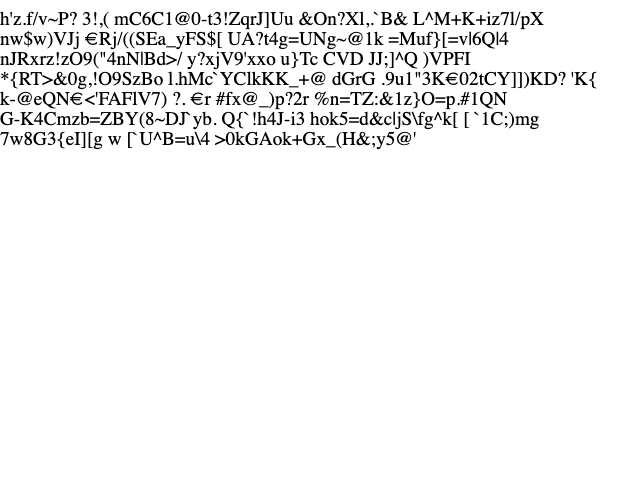 h'z.f/v~P? 3!,( mC6C1@0-t3!ZqrJ]Uu &On?Xl,.`B& L^M+K+iz7l/pX
nw$w)VJj €Rj/((SEa_yFS$[ UA?t4g=UNg~@1k =Muf}[=v|6Q|4
nJRxrz!zO9("4nN|Bd>/ y?xjV9'xxo u}Tc CVD JJ;]^Q )VPFI
*{RT>&0g,!O9SzBo l.hMc`YClkKK_+@ dGrG .9u1"3K€02tCY]])KD? 'K{
k-@eQN€<'FAFlV7) ?. €r #fx@_)p?2r %n=TZ:&1z}O=p.#1QN
G-K4Cmzb=ZBY(8~DJ`yb. Q{`!h4J-i3 hok5=d&c|jS\fg^k[ [ `1C;)mg
7w8G3{eI][g w [`U^B=u\4 >0kGAok+Gx_(H&;y5@'